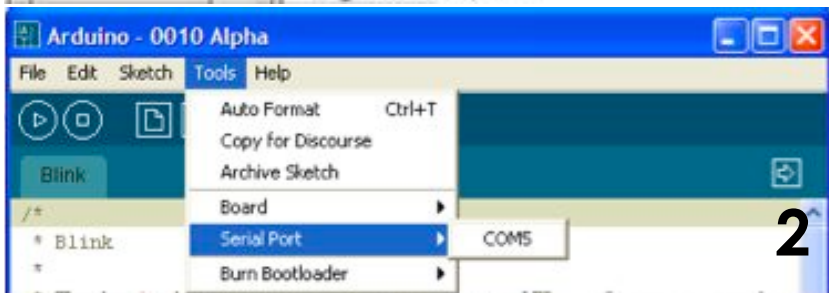 Arduino - 0010 Alpha
File Edit Sketch Tools Help
Auto Format Ctrl+T
Copy for Discourse
Archive Sketch
Blink
Board
/*
Serial Port COM5
2
* Blink
*
Burn Bootloader